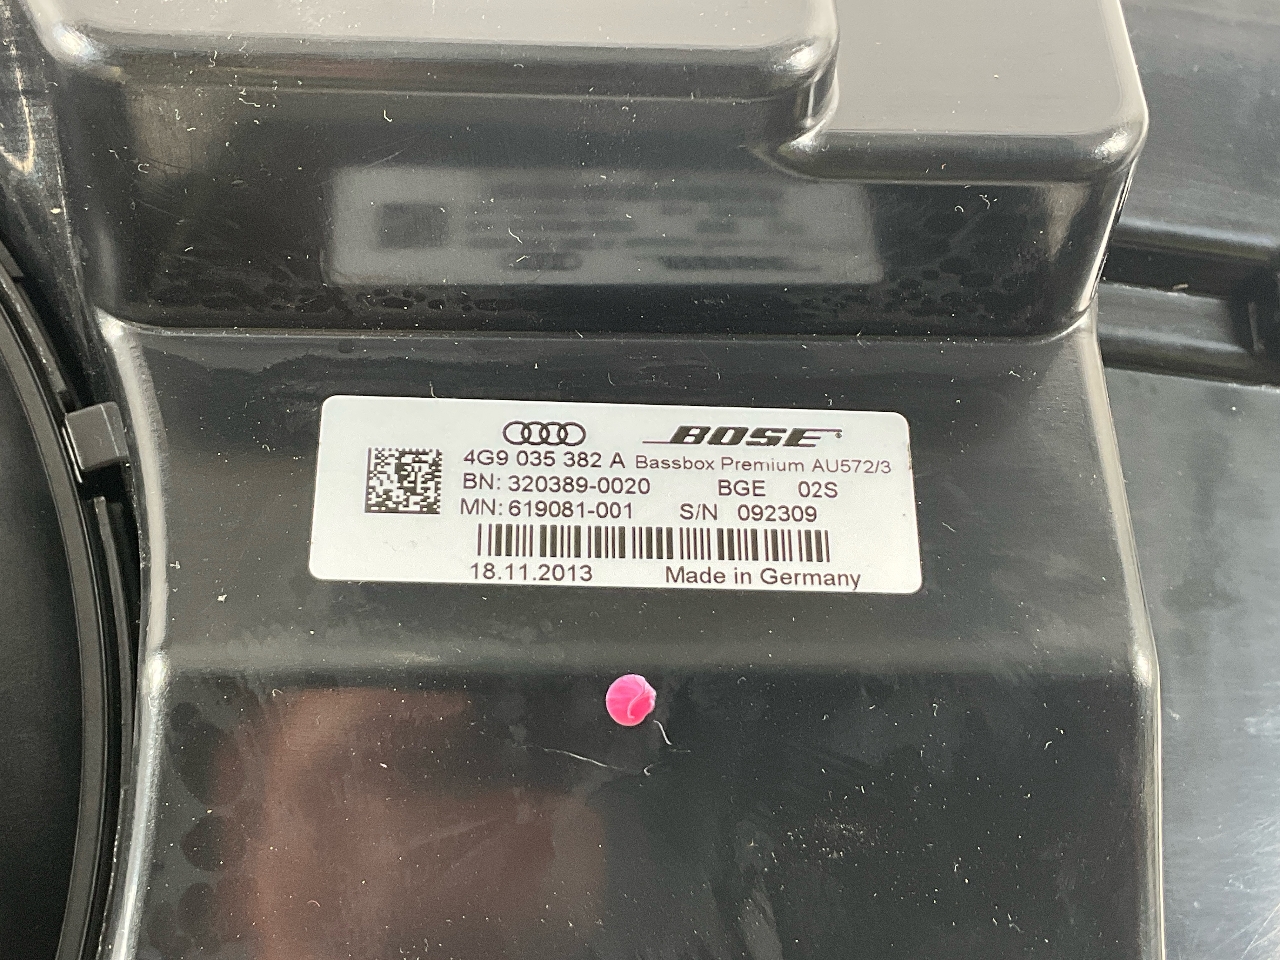 BOSE
4G9 035 382 A Bassbox Premium AU572/3
BN: 320389-0020 BGE 02S
MN: 619081-001 S/N 092309
18.11.2013 Made in Germany